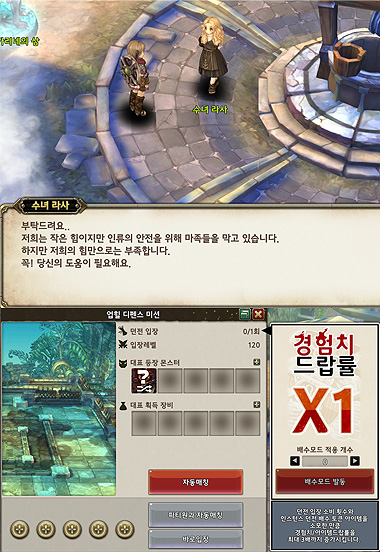 가리네의 상
수녀 라사
수녀 라사
부탁드려요..
저희는 작은 힘이지만 인류의 안전을 위해 마족들을 막고 있습니다.
하지만 저희의 힘만으로는 부족합니다.
꼭! 당신의 도움이 필요해요.
업힐 디펜스 미션
던전 입장 0/1회
입장레벨 120
대표 등장 몬스터
?
대표 획득 장비
자동매칭
파티원과 자동매칭
바로입장
경험치
드랍률
X1
배수모드 적용 개수
0
배수모드 발동
던전 입장 소비 횟수와
인스턴스 던전 배수 토큰 아이템을
소모한 만큼
경험치/아이템드랍율을
최대 3배까지 증가시킵니다.